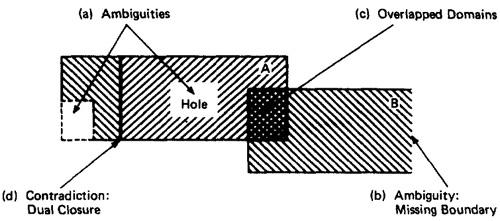 (a) Ambiguities
(c) Overlapped Domains
A
Hole
B
(d) Contradiction:
Dual Closure
(b) Ambiguity:
Missing Boundary